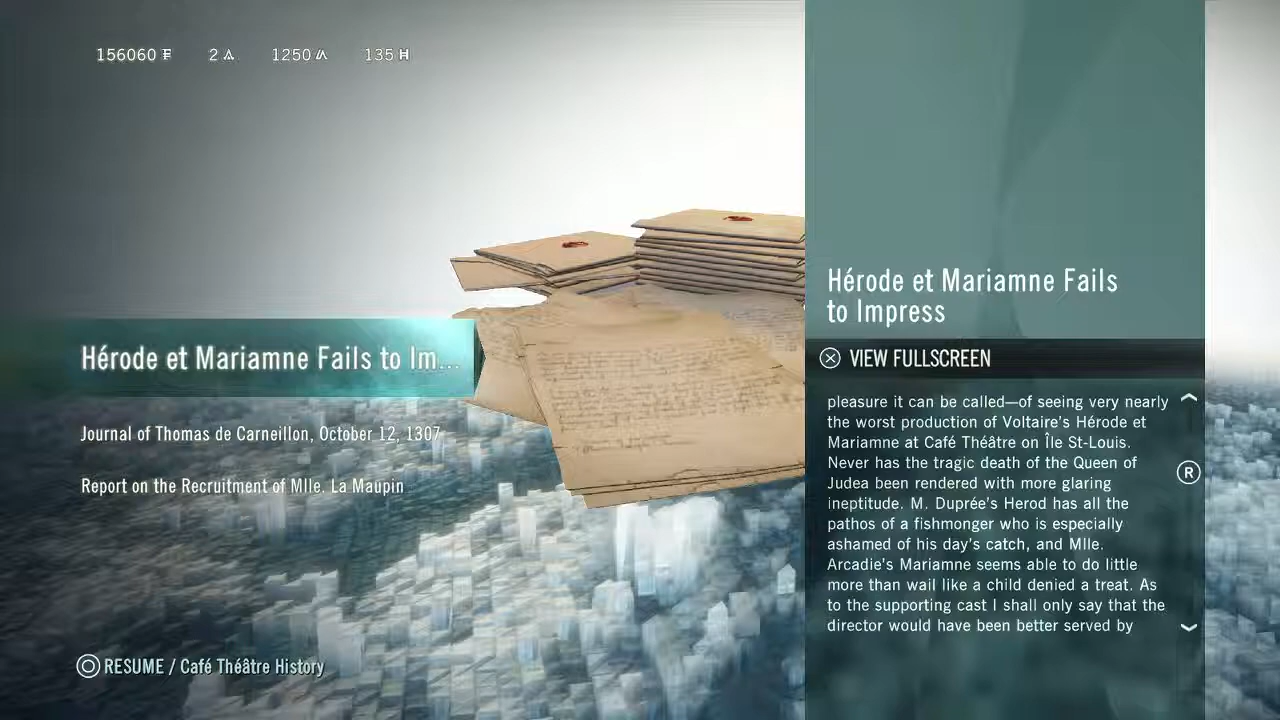 156060 F 2 A 1250 M 135 H
Hérode et Mariamne Fails to Im...
Journal of Thomas de Carneillon, October 12, 1307
Report on the Recruitment of Mlle. La Maupin
RESUME / Café Théâtre History
Hérode et Mariamne Fails
to Impress
VIEW FULLSCREEN
pleasure it can be called—of seeing very nearly
the worst production of Voltaire's Hérode et
Mariamne at Café Théâtre on Île St-Louis.
Never has the tragic death of the Queen of
Judea been rendered with more glaring
ineptitude. M. Duprée's Herod has all the
pathos of a fishmonger who is especially
ashamed of his day's catch, and Mlle.
Arcadie's Mariamne seems able to do little
more than wail like a child denied a treat. As
to the supporting cast I shall only say that the
director would have been better served by
R